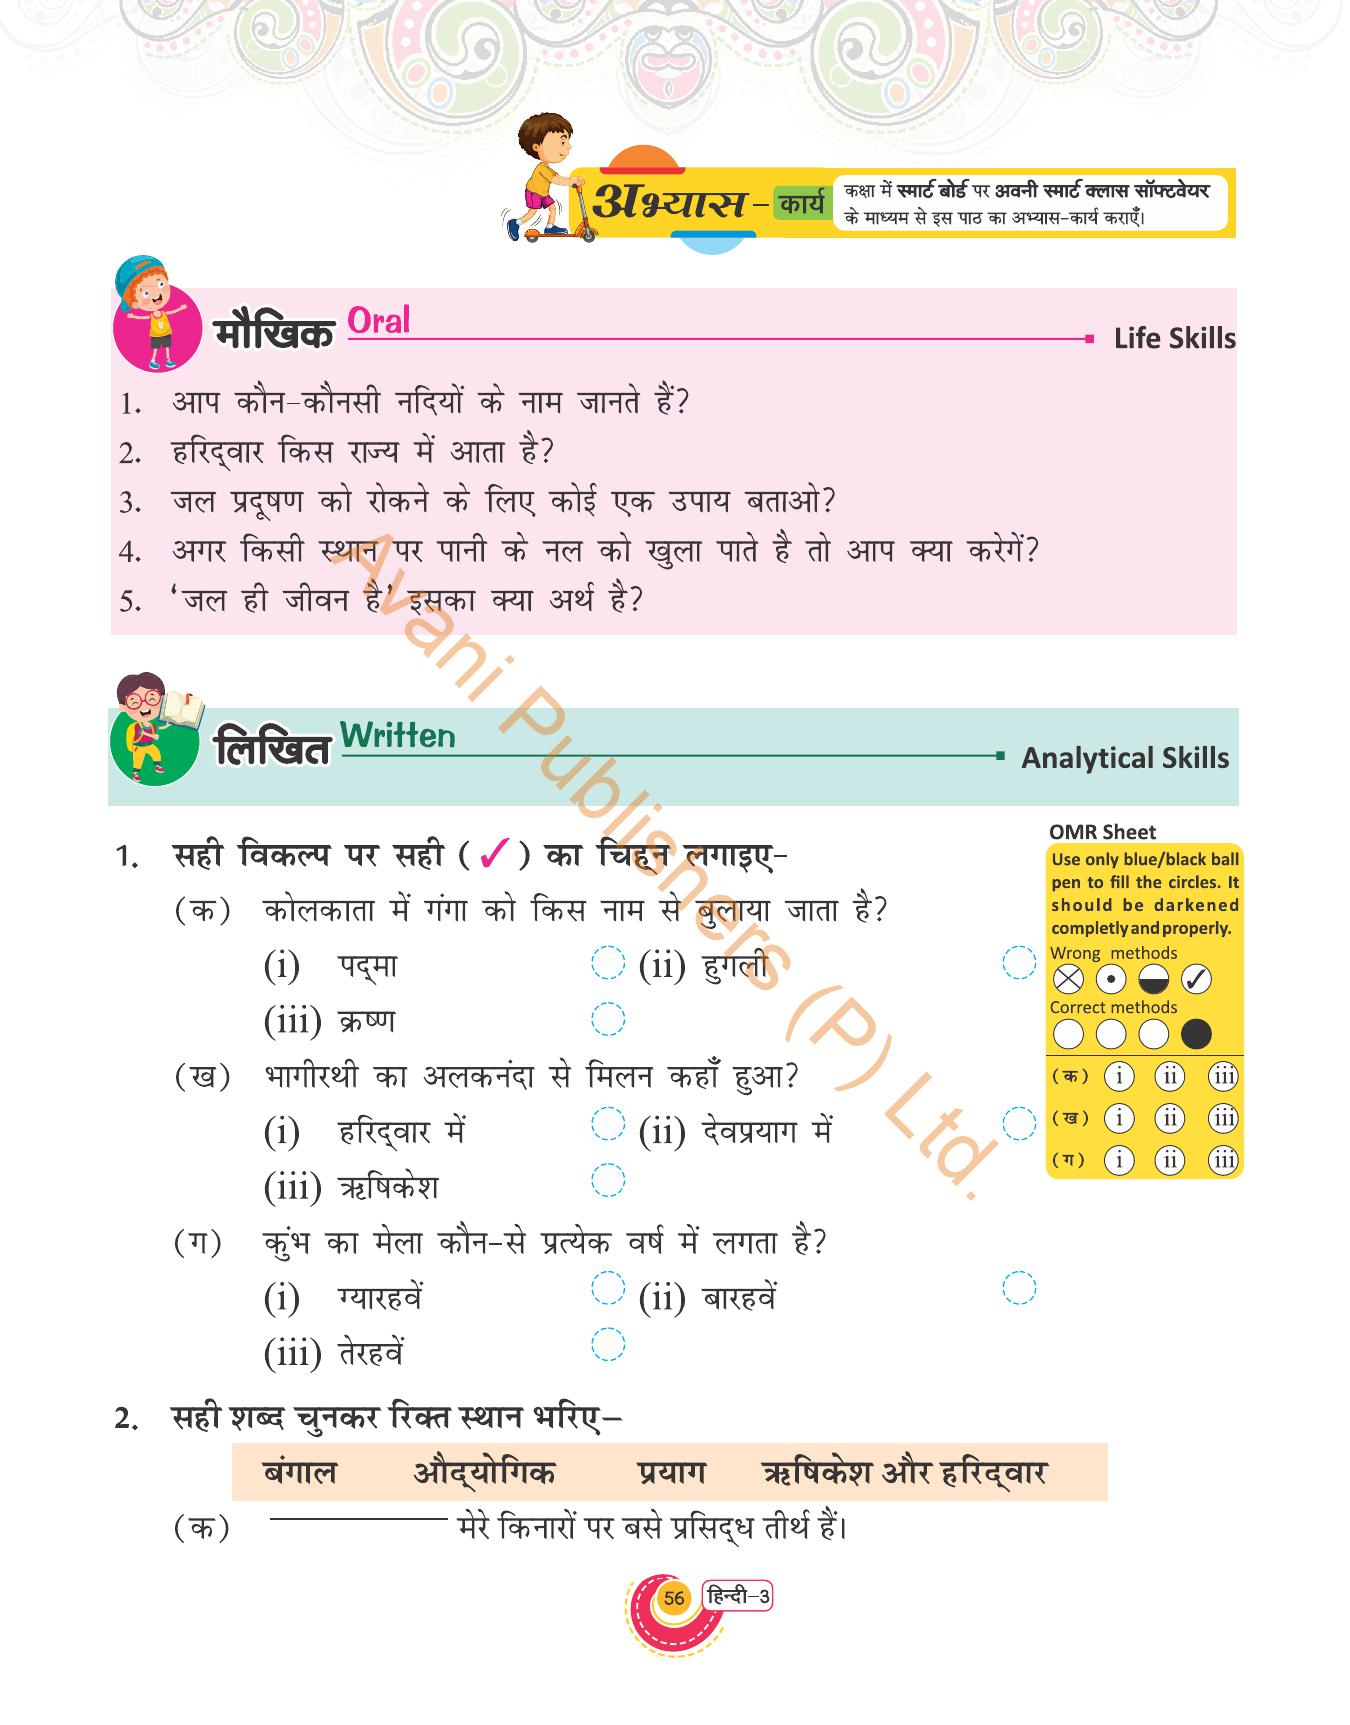 अभ्यास - कार्य
कक्षा में स्मार्ट बोर्ड पर अवनी स्मार्ट क्लास सॉफ्टवेयर
के माध्यम से इस पाठ का अभ्यास-कार्य कराएँ।
मौखिक Oral Life Skills
1. आप कौन-कौनसी नदियों के नाम जानते हैं?
2. हरिद्‌वार किस राज्य में आता है?
3. जल प्रदूषण को रोकने के लिए कोई एक उपाय बताओ?
4. अगर किसी स्थान पर पानी के नल को खुला पाते है तो आप क्या करेगें?
5. ‘जल ही जीवन है’ इसका क्या अर्थ है?
लिखित Written Analytical Skills
1. सही विकल्प पर सही (✓) का चिह्‌न लगाइए-
(क) कोलकाता में गंगा को किस नाम से बुलाया जाता है?
(i) पद्‌मा (ii) हुगली
(iii) क्रष्ण
(ख) भागीरथी का अलकनंदा से मिलन कहाँ हुआ?
(i) हरिद्‌वार में (ii) देवप्रयाग में
(iii) ऋषिकेश
(ग) कुंभ का मेला कौन-से प्रत्येक वर्ष में लगता है?
(i) ग्यारहवें (ii) बारहवें
(iii) तेरहवें
OMR Sheet
Use only blue/black ball
pen to fill the circles. It
should be darkened
completly and properly.
Wrong methods
Correct methods
(क) i ii iii
(ख) i ii iii
(ग) i ii iii
2. सही शब्द चुनकर रिक्त स्थान भरिए-
बंगाल औद्‌योगिक प्रयाग ऋषिकेश और हरिद्‌वार
(क) __________ मेरे किनारों पर बसे प्रसिद्‌ध तीर्थ हैं।
56 हिन्दी-3
Avani Publishers (P) Ltd.